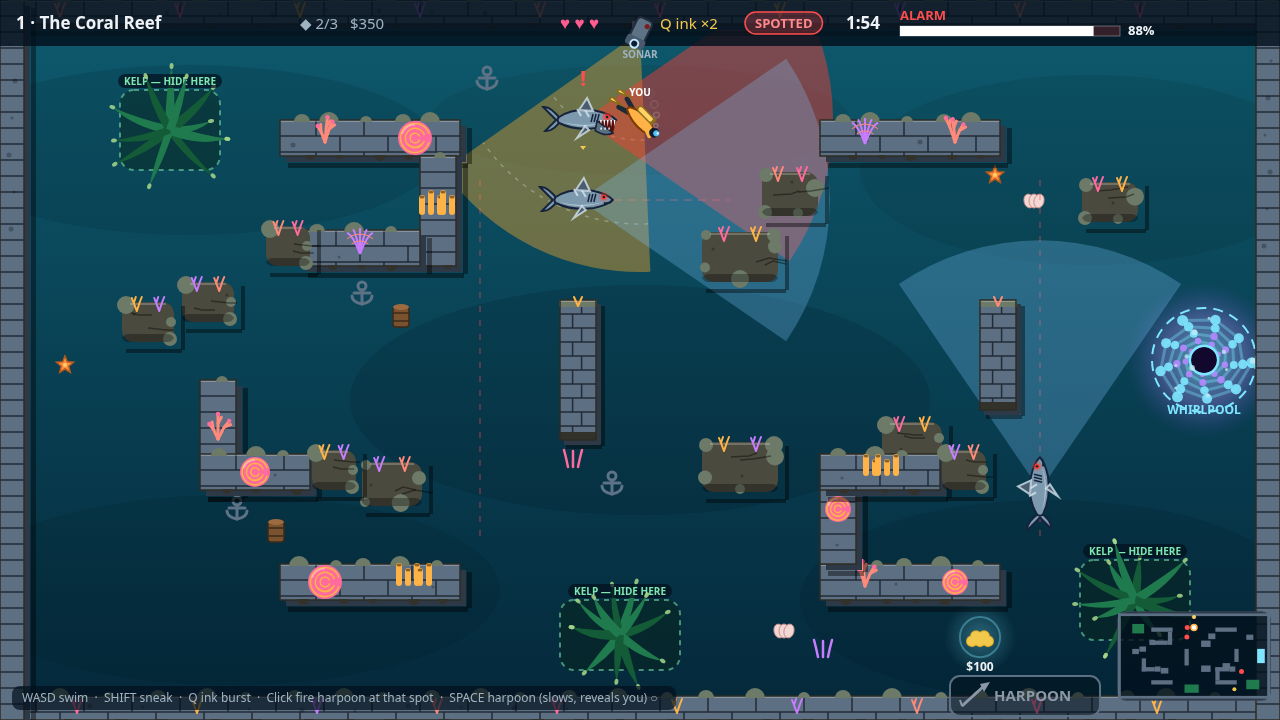 1 · The Coral Reef
◆ 2/3 $350
♥ ♥ ♥
Q ink ×2
SPOTTED
1:54
ALARM
88%
SONAR
KELP — HIDE HERE
!
YOU
WHIRLPOOL
KELP — HIDE HERE
KELP — HIDE HERE
$100
WASD swim · SHIFT sneak · Q ink burst · Click fire harpoon at that spot · SPACE harpoon (slows, reveals you) ○
HARPOON